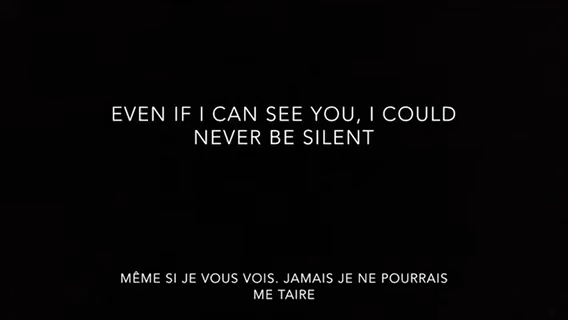 EVEN IF I CAN SEE YOU, I COULD
NEVER BE SILENT
MÊME SI JE VOUS VOIS. JAMAIS JE NE POURRAIS
ME TAIRE